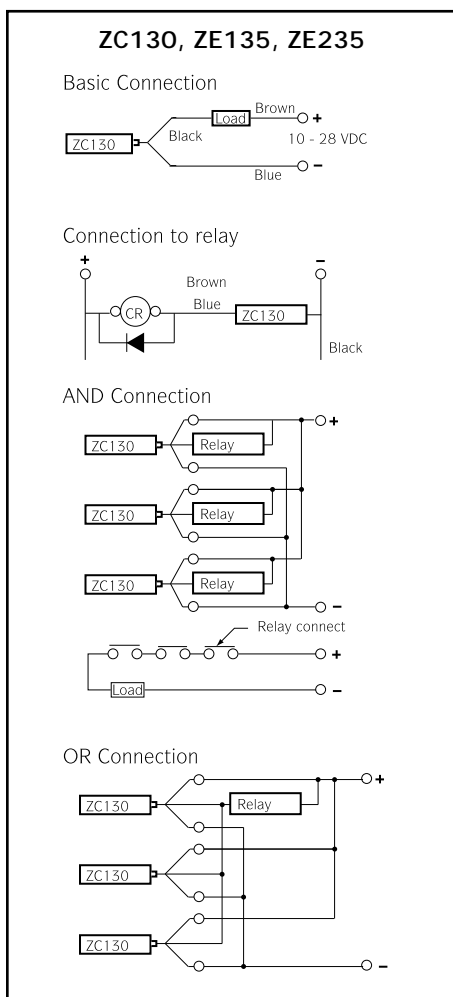 ZC130, ZE135, ZE235
Basic Connection
Load Brown +
ZC130 Black 10 - 28 VDC
Blue −
Connection to relay
+ −
Brown
CR Blue ZC130
Black
AND Connection
+
ZC130 Relay
ZC130 Relay
ZC130 Relay
−
Relay connect
+
Load −
OR Connection
+
ZC130 Relay
ZC130
ZC130
−